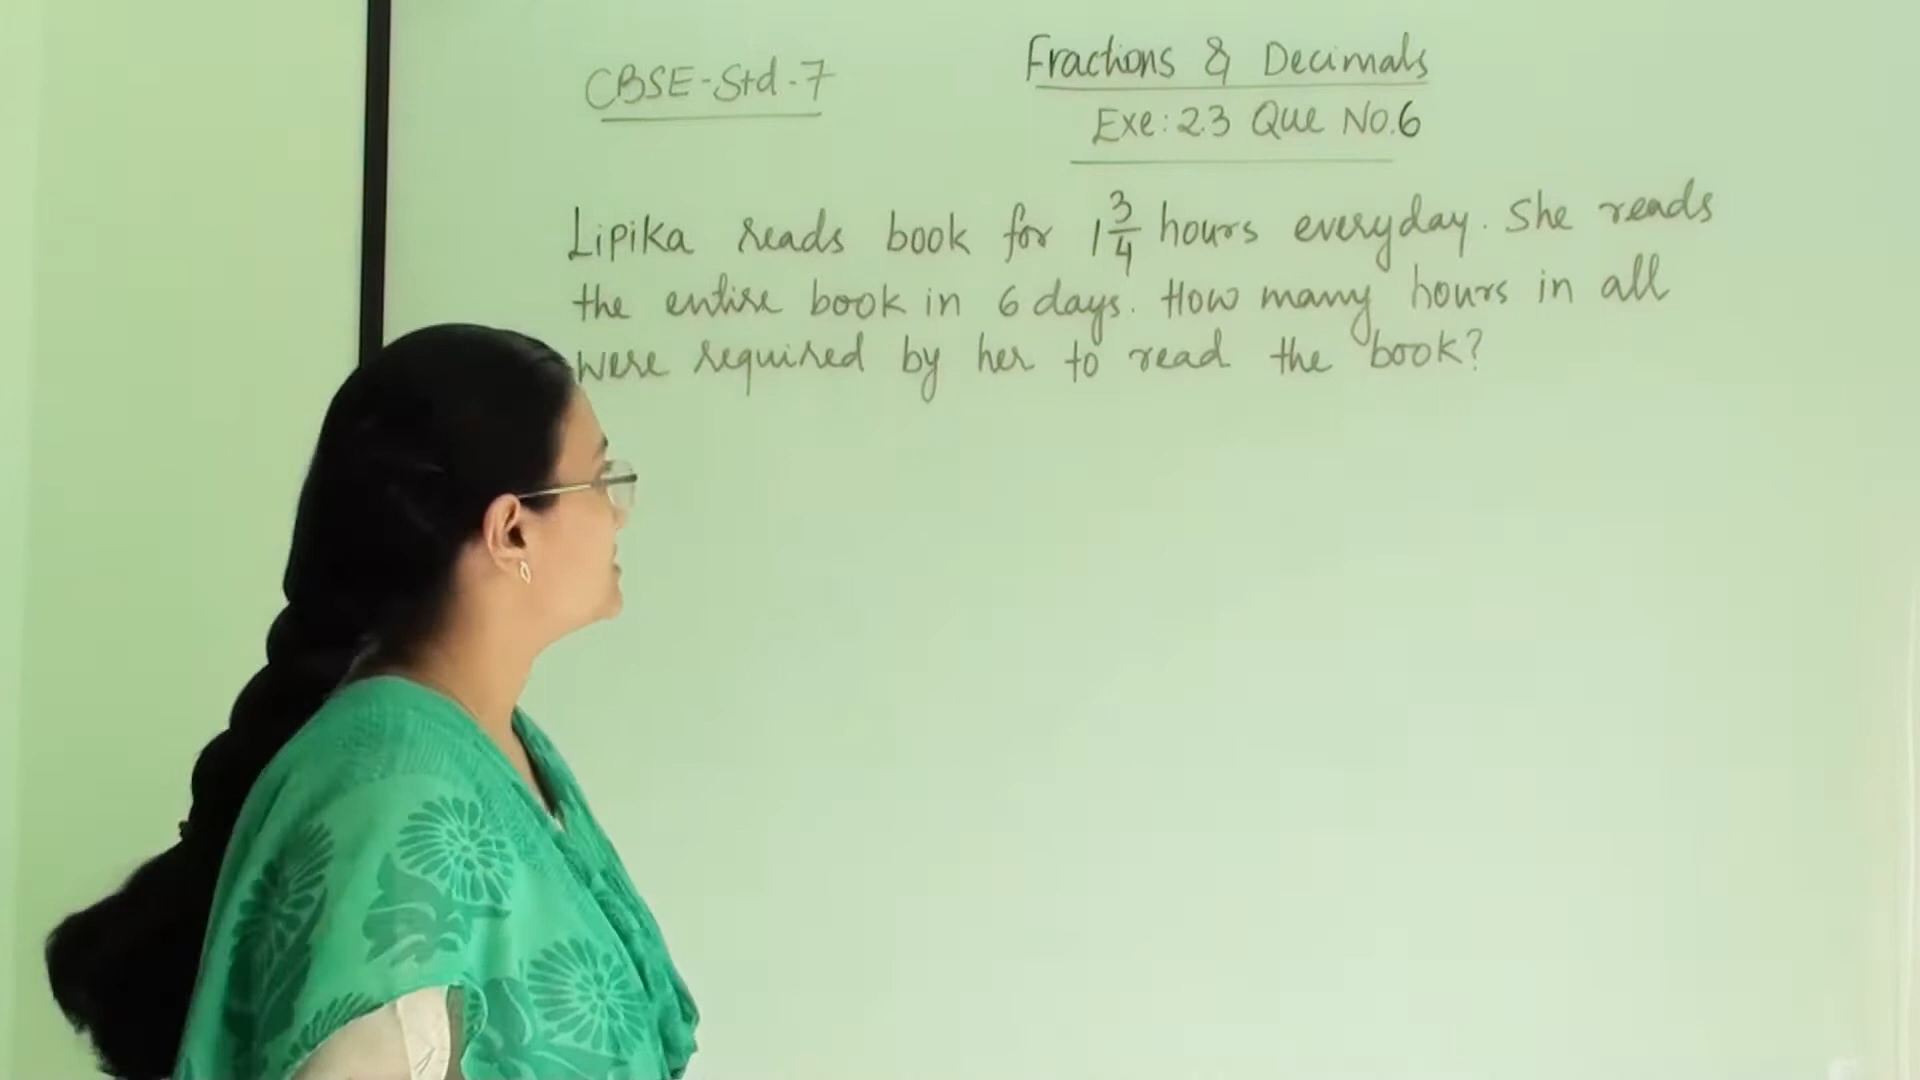 CBSE-Std-7
Fractions & Decimals
Exe: 2.3 Que No.6
Lipika reads book for 1 3/4 hours everyday. She reads
the entire book in 6 days. How many hours in all
were required by her to read the book?